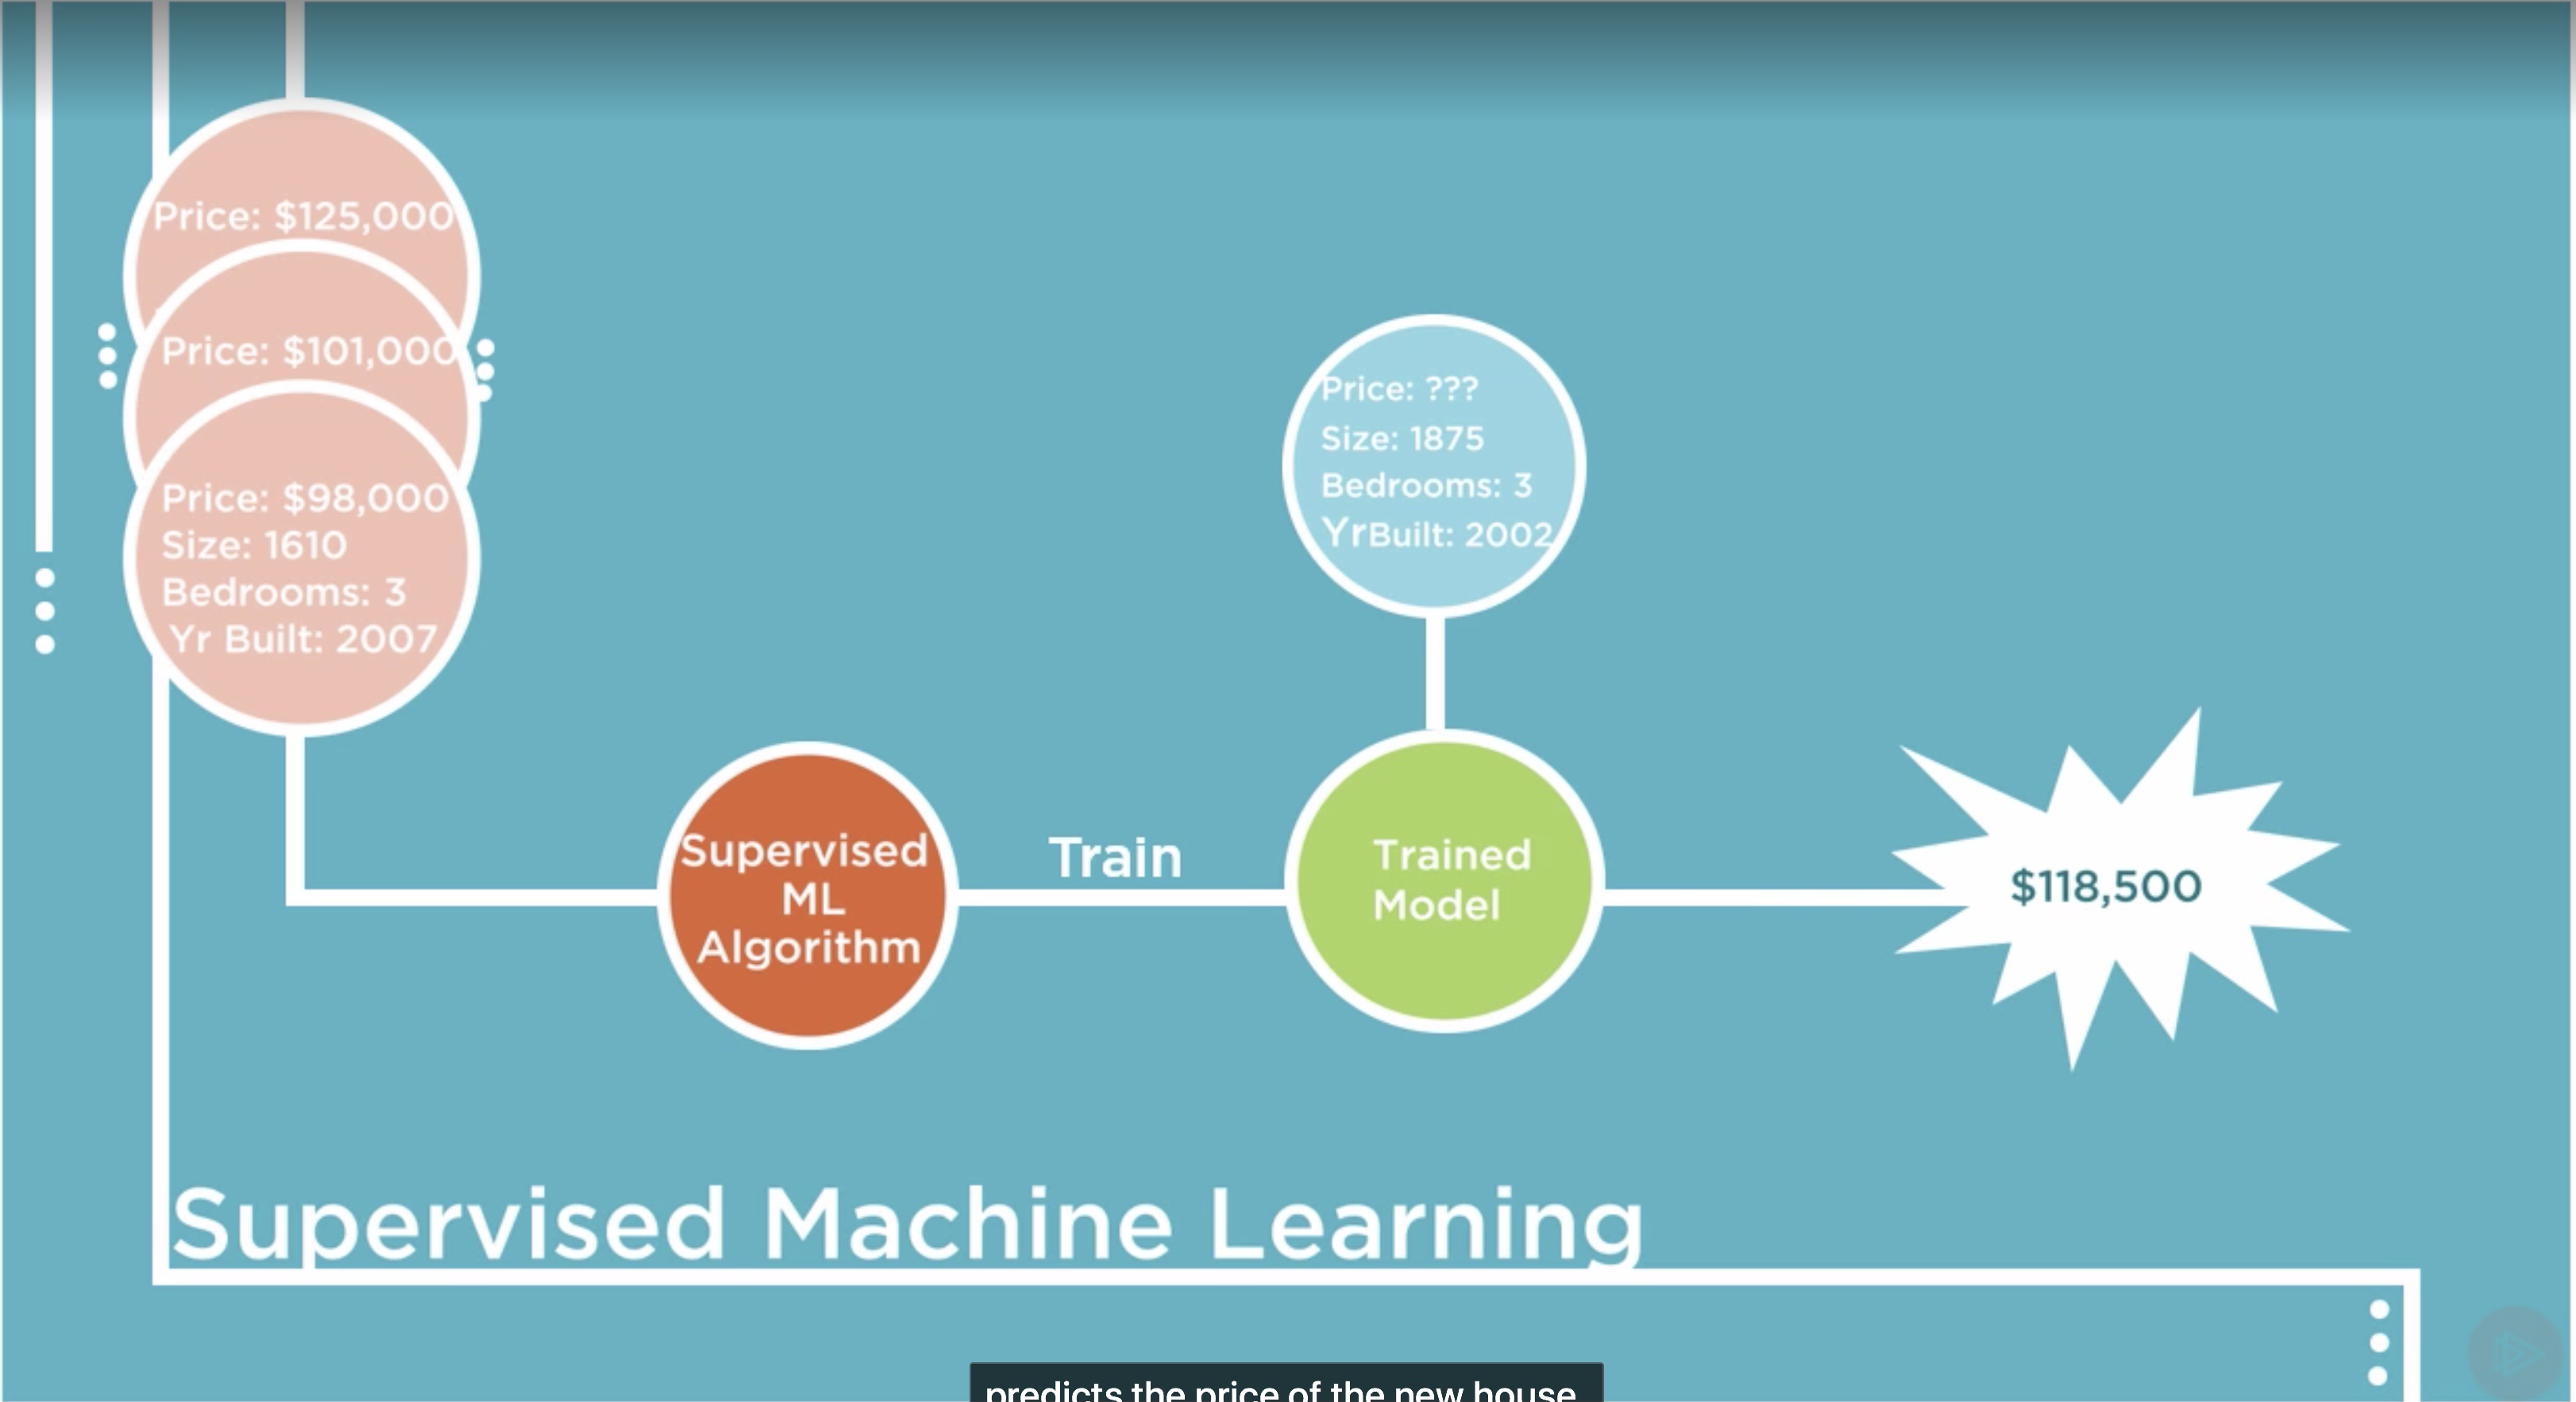 Price: $125,000
Price: $101,000
Price: $98,000
Size: 1610
Bedrooms: 3
Yr Built: 2007
Price: ???
Size: 1875
Bedrooms: 3
YrBuilt: 2002
Supervised
ML
Algorithm
Train
Trained
Model
$118,500
Supervised Machine Learning
predicts the price of the new house